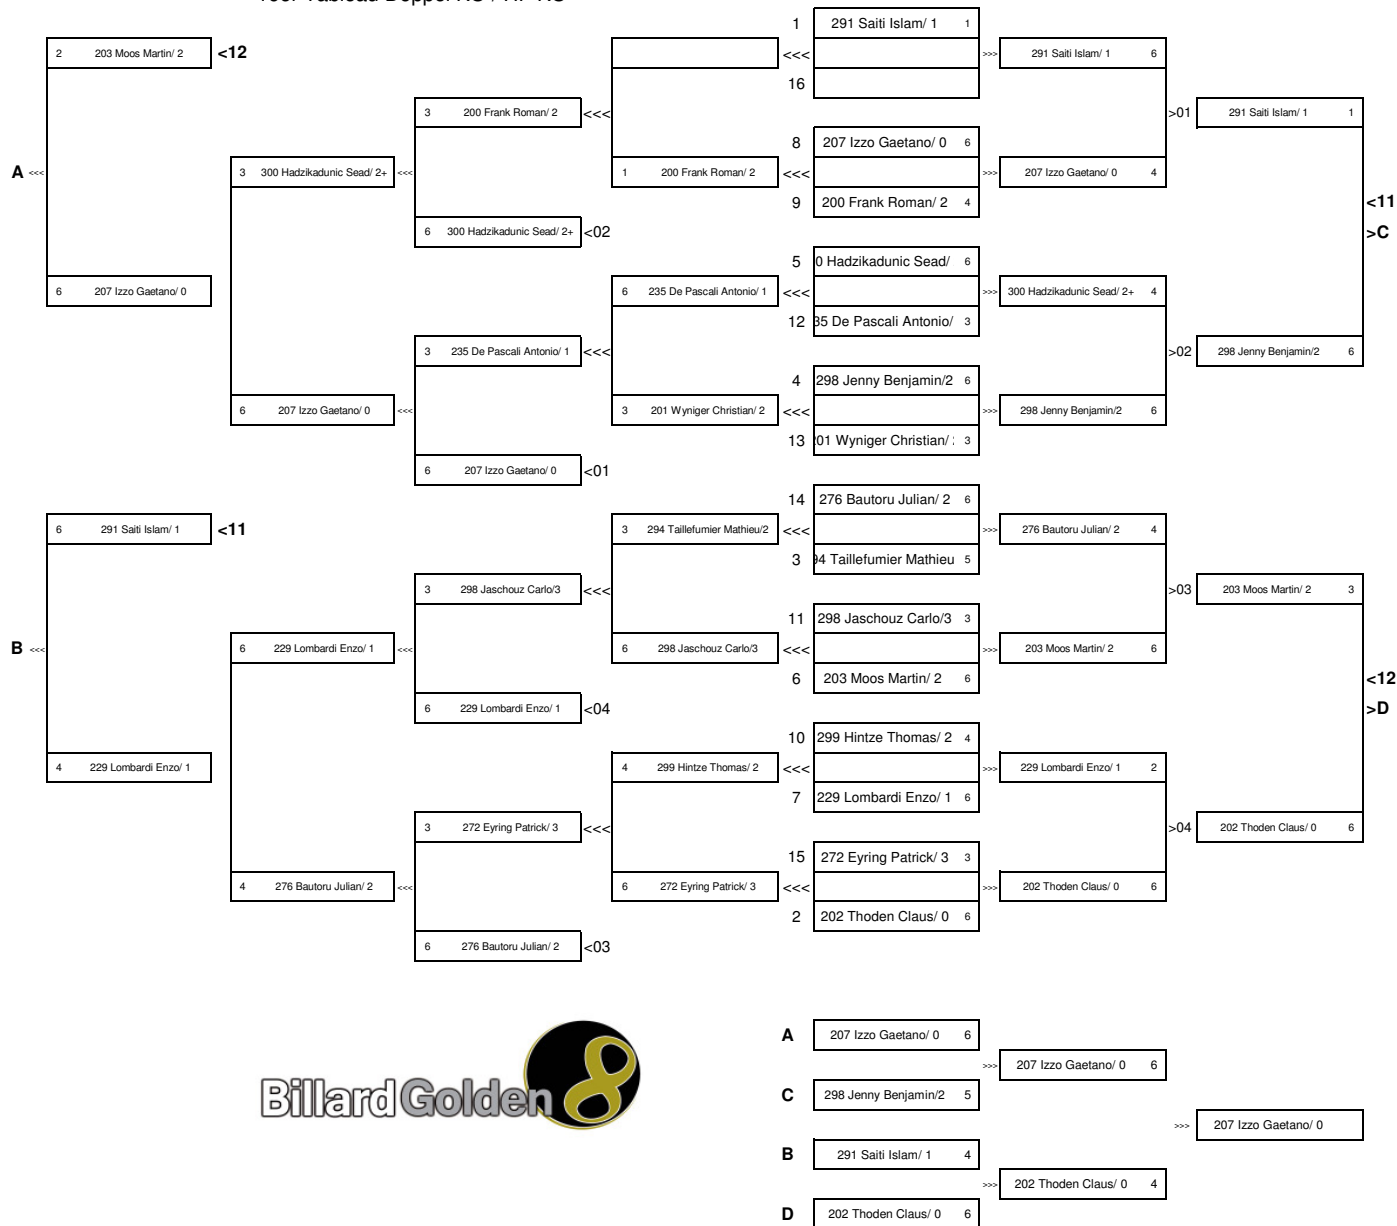 1 291 Saiti Islam/ 1 1
2 203 Moos Martin/ 2 <12 <<< >>> 291 Saiti Islam/ 1 6
16
3 200 Frank Roman/ 2 <<< >01 291 Saiti Islam/ 1 1
8 207 Izzo Gaetano/ 0 6
A <<< 3 300 Hadzikadunic Sead/ 2+ <<< 1 200 Frank Roman/ 2 <<< >>> 207 Izzo Gaetano/ 0 4
9 200 Frank Roman/ 2 4 <11
6 300 Hadzikadunic Sead/ 2+ <02 >C
5 0 Hadzikadunic Sead/ 6
6 207 Izzo Gaetano/ 0 6 235 De Pascali Antonio/ 1 <<< >>> 300 Hadzikadunic Sead/ 2+ 4
12 35 De Pascali Antonio/ 3
3 235 De Pascali Antonio/ 1 <<< >02 298 Jenny Benjamin/2 6
4 298 Jenny Benjamin/2 6
6 207 Izzo Gaetano/ 0 <<< 3 201 Wyniger Christian/ 2 <<< >>> 298 Jenny Benjamin/2 6
13 201 Wyniger Christian/ 3
6 207 Izzo Gaetano/ 0 <01
14 276 Bautoru Julian/ 2 6
6 291 Saiti Islam/ 1 <11 3 294 Taillefumier Mathieu/2 <<< >>> 276 Bautoru Julian/ 2 4
3 94 Taillefumier Mathieu 5
3 298 Jaschouz Carlo/3 <<< >03 203 Moos Martin/ 2 3
11 298 Jaschouz Carlo/3 3
B <<< 6 229 Lombardi Enzo/ 1 <<< 6 298 Jaschouz Carlo/3 <<< >>> 203 Moos Martin/ 2 6
6 203 Moos Martin/ 2 6 <12
6 229 Lombardi Enzo/ 1 <04 >D
10 299 Hintze Thomas/ 2 4
4 229 Lombardi Enzo/ 1 4 299 Hintze Thomas/ 2 <<< >>> 229 Lombardi Enzo/ 1 2
7 229 Lombardi Enzo/ 1 6
3 272 Eyring Patrick/ 3 <<< >04 202 Thoden Claus/ 0 6
15 272 Eyring Patrick/ 3 3
4 276 Bautoru Julian/ 2 <<< 6 272 Eyring Patrick/ 3 <<< >>> 202 Thoden Claus/ 0 6
2 202 Thoden Claus/ 0 6
6 276 Bautoru Julian/ 2 <03
Billard Golden 8
A 207 Izzo Gaetano/ 0 6
>>> 207 Izzo Gaetano/ 0 6
C 298 Jenny Benjamin/2 5
>>> 207 Izzo Gaetano/ 0
B 291 Saiti Islam/ 1 4
>>> 202 Thoden Claus/ 0 4
D 202 Thoden Claus/ 0 6